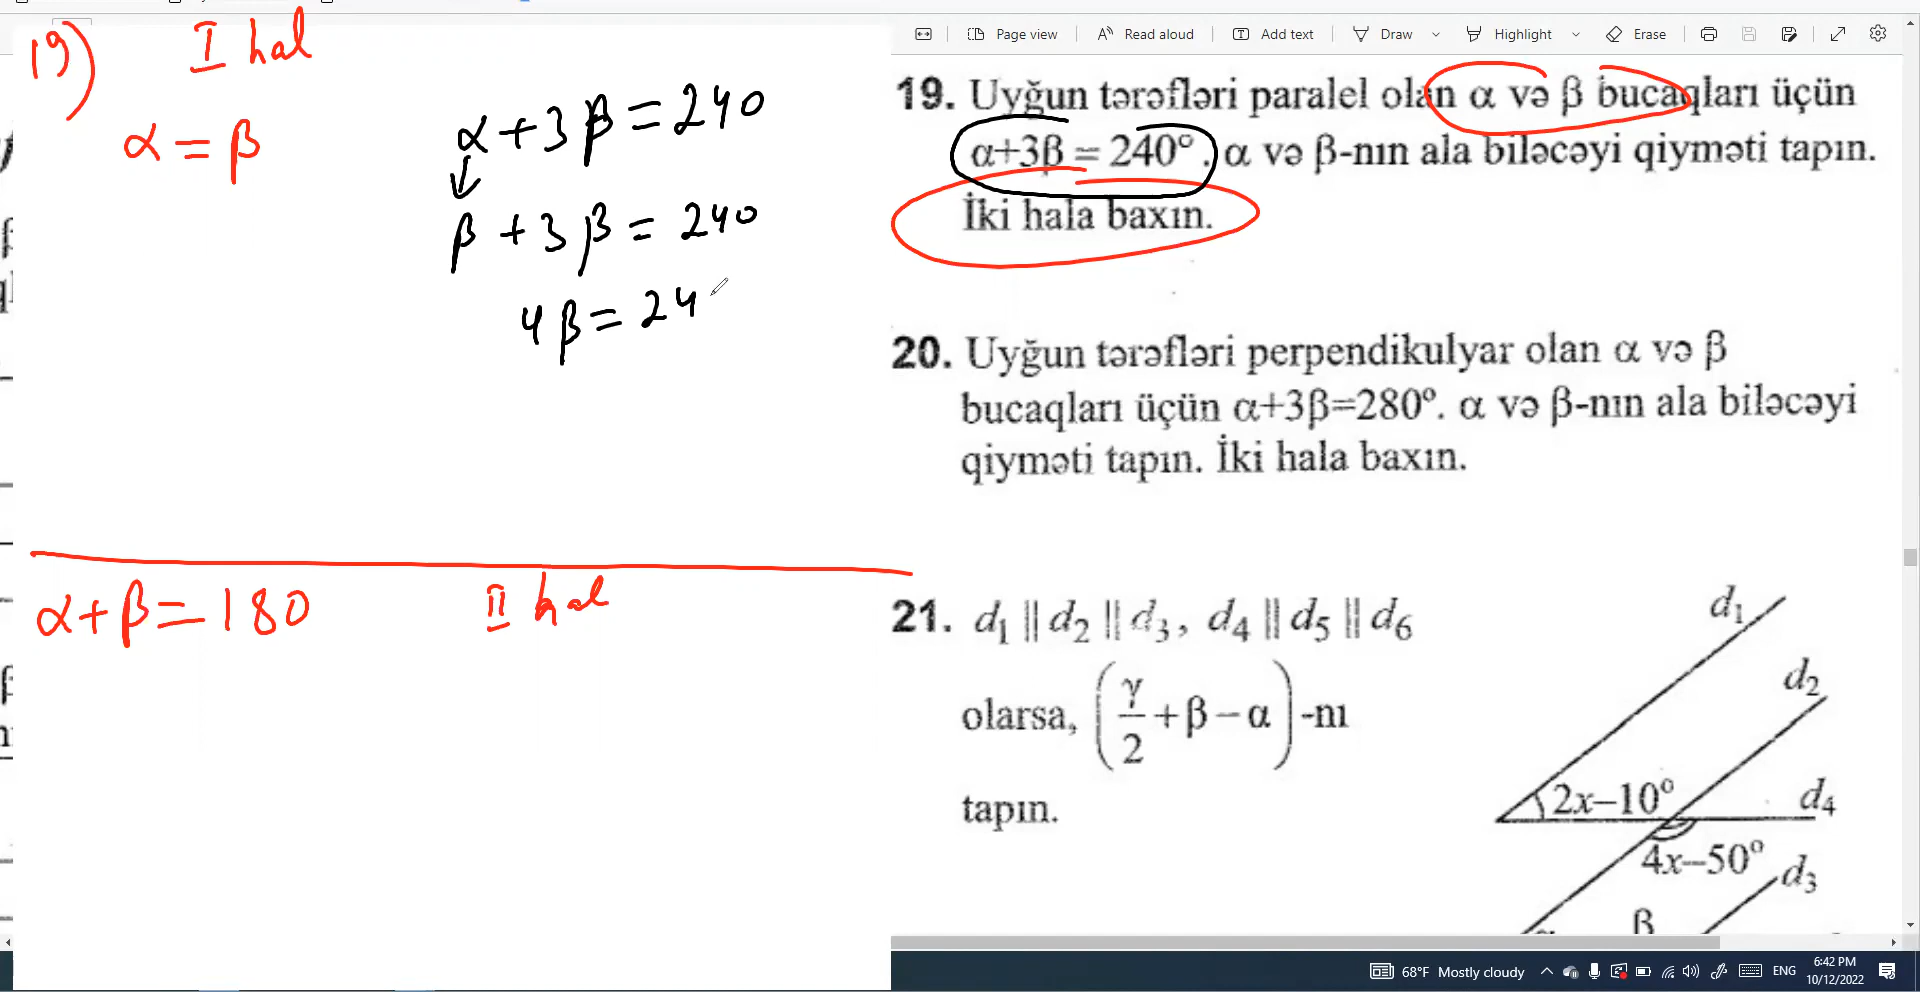 19)
I hal
α = β
α + 3β = 240
β + 3β = 240
4β = 24
α + β = 180
II hal
Page view
Read aloud
Add text
Draw
Highlight
Erase
19. Uyğun tərəfləri paralel olan α və β bucaqları üçün
α+3β = 240°. α və β-nın ala biləcəyi qiyməti tapın.
İki hala baxın.
20. Uyğun tərəfləri perpendikulyar olan α və β
bucaqları üçün α+3β=280°. α və β-nın ala biləcəyi
qiyməti tapın. İki hala baxın.
21. d₁ || d₂ || d₃, d₄ || d₅ || d₆
olarsa, (γ/2 + β − α)-nı
tapın.
d₁
d₂
2x−10°
d₄
4x−50°
d₃
β
68°F Mostly cloudy
ENG
6:42 PM
10/12/2022